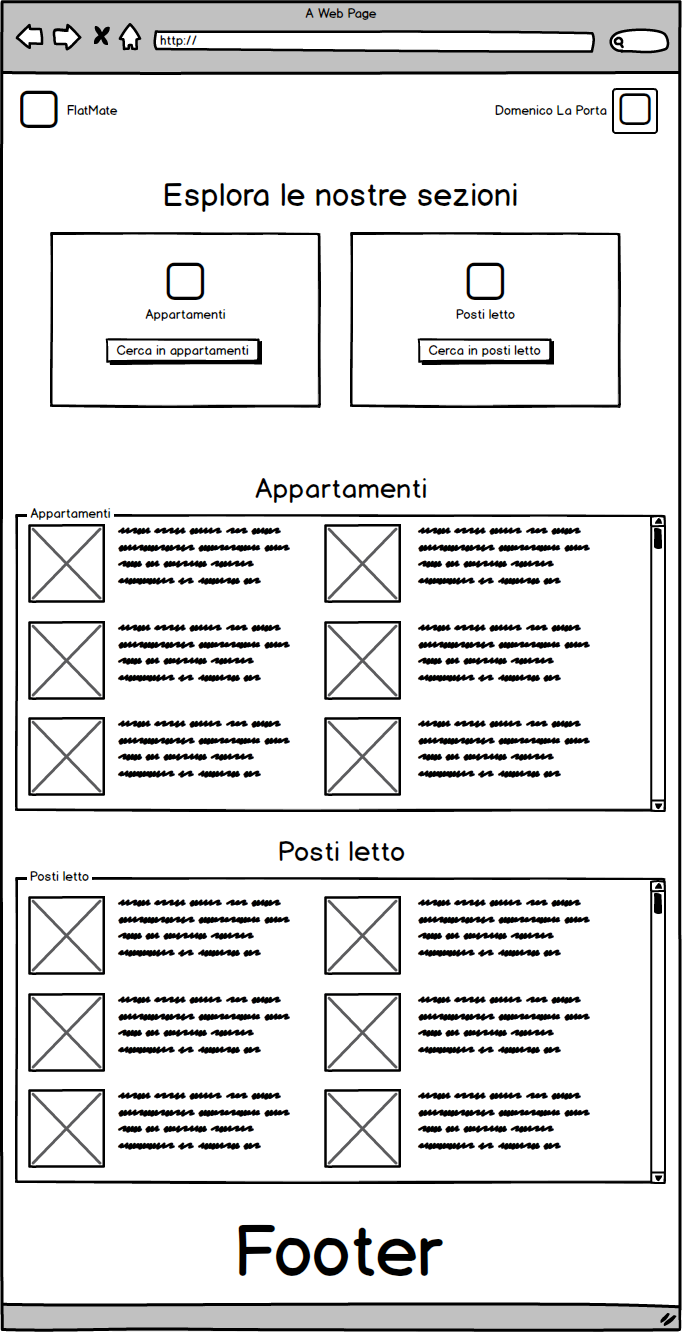 A Web Page
http://
FlatMate
Domenico La Porta
Esplora le nostre sezioni
Appartamenti
Posti letto
Cerca in appartamenti
Cerca in posti letto
Appartamenti
Appartamenti
Posti letto
Posti letto
Footer